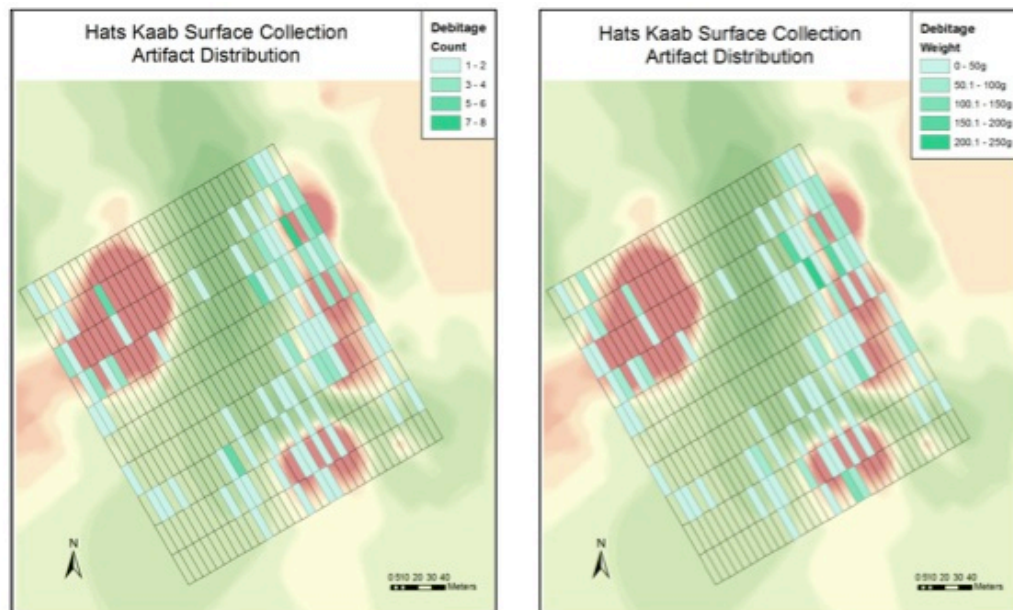 Hats Kaab Surface Collection
Artifact Distribution
Debitage
Count
1 - 2
3 - 4
5 - 6
7 - 8
N
0 5 10 20 30 40
Meters
Hats Kaab Surface Collection
Artifact Distribution
Debitage
Weight
0 - 50g
50.1 - 100g
100.1 - 150g
150.1 - 200g
200.1 - 250g
N
0 5 10 20 30 40
Meters